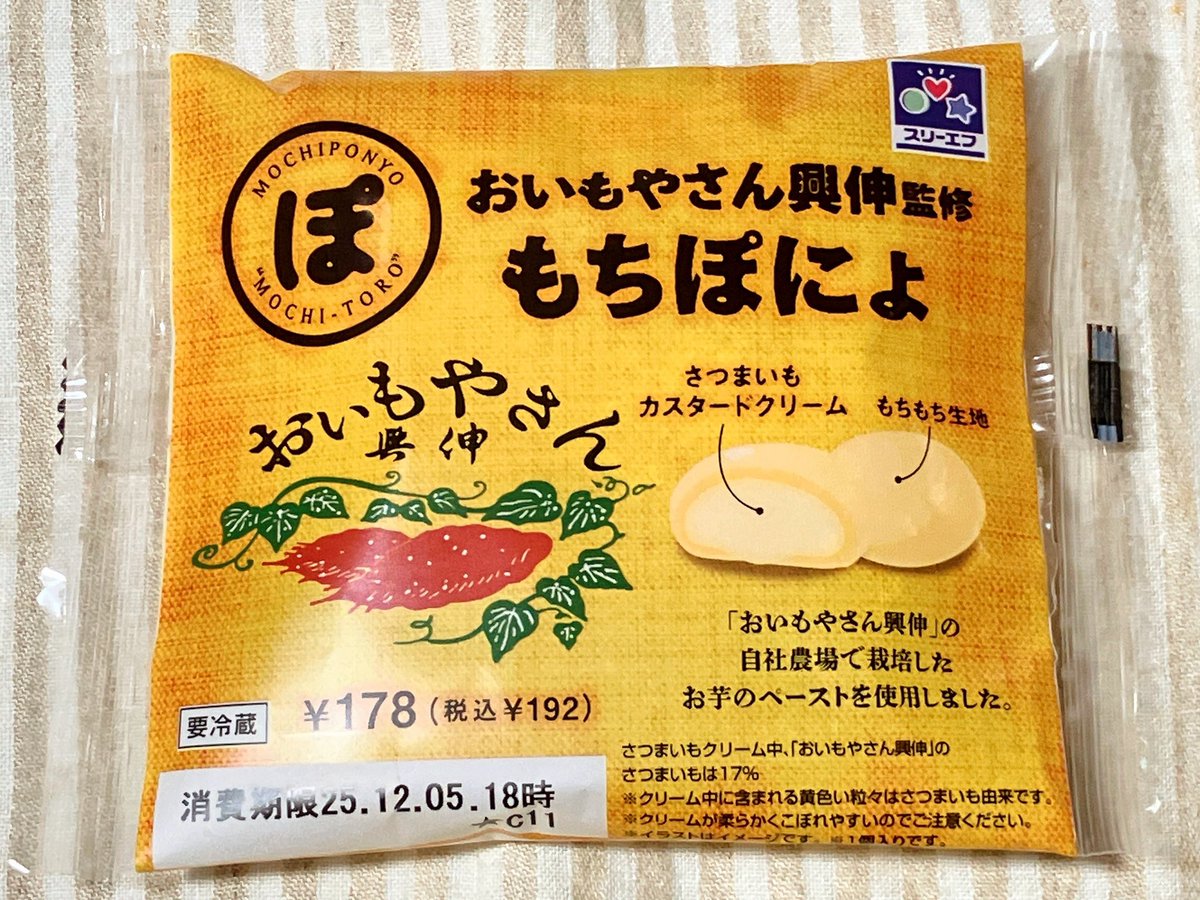 スリーエフ
MOCHIPONYO
ぽ
"MOCHI-TORO"
おいもやさん興伸監修
もちぽにょ
おいもやさん
興伸
さつまいも
カスタードクリーム
もちもち生地
「おいもやさん興伸」の
自社農場で栽培した
お芋のペーストを使用しました。
要冷蔵
¥178(税込¥192)
さつまいもクリーム中、「おいもやさん興伸」の
さつまいもは17%
※クリーム中に含まれる黄色い粒々はさつまいも由来です。
※クリームが柔らかくこぼれやすいのでご注意ください。
※イラストはイメージです。※1個入りです。
消費期限25.12.05.18時
C11